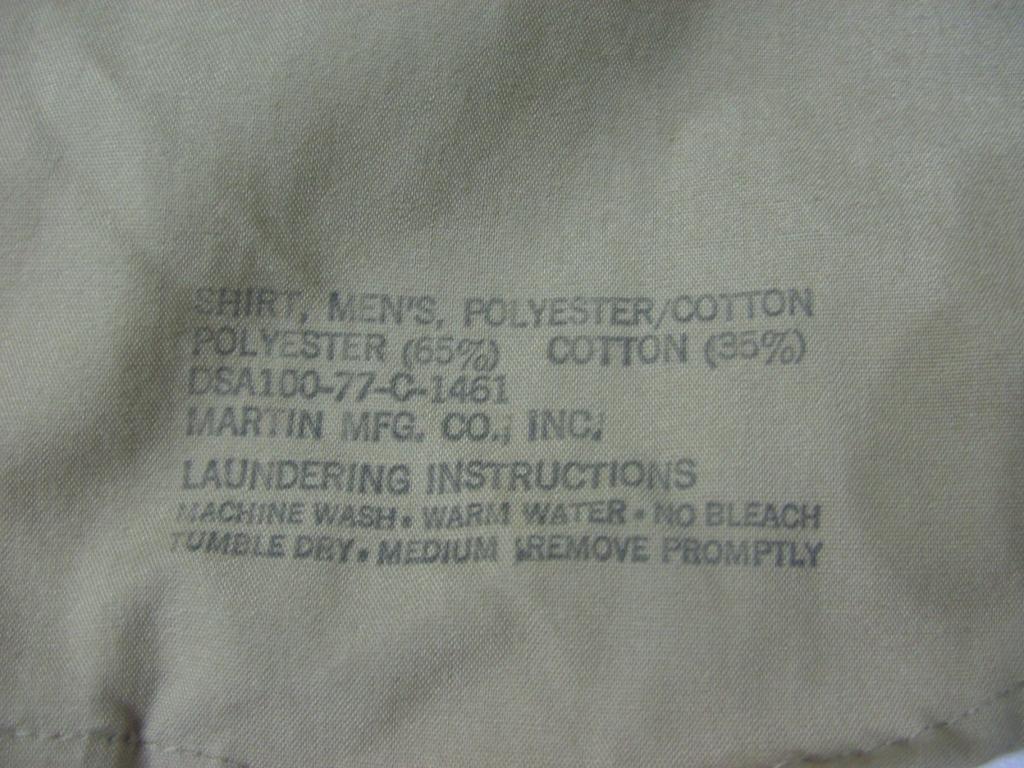 SHIRT, MEN'S, POLYESTER/COTTON
POLYESTER (65%) COTTON (35%)
DSA100-77-C-1461
MARTIN MFG. CO., INC.
LAUNDERING INSTRUCTIONS
MACHINE WASH • WARM WATER • NO BLEACH
TUMBLE DRY • MEDIUM • REMOVE PROMPTLY